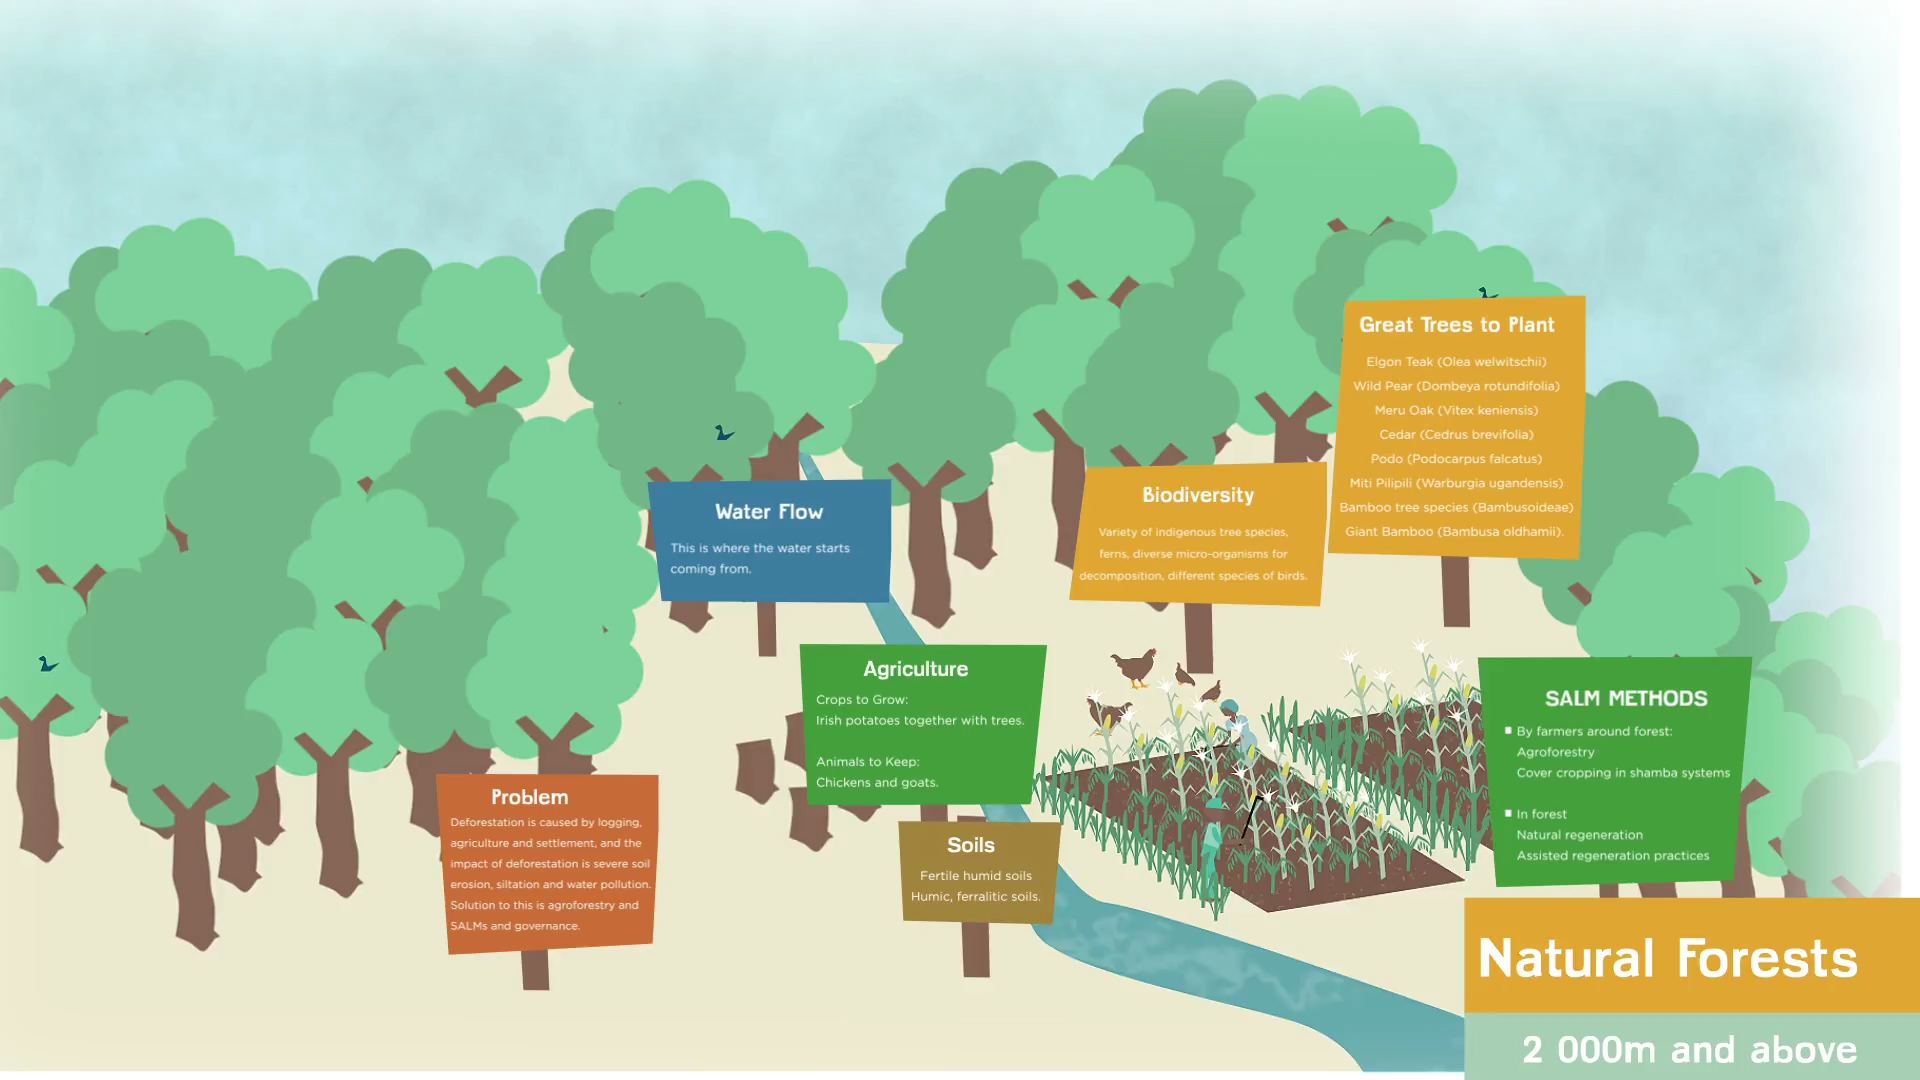 Great Trees to Plant
Elgon Teak (Olea welwitschii)
Wild Pear (Dombeya rotundifolia)
Meru Oak (Vitex keniensis)
Cedar (Cedrus brevifolia)
Podo (Podocarpus falcatus)
Miti Pilipili (Warburgia ugandensis)
Bamboo tree species (Bambusoideae)
Giant Bamboo (Bambusa oldhamii).
Water Flow
This is where the water starts
coming from.
Biodiversity
Variety of indigenous tree species,
ferns, diverse micro-organisms for
decomposition, different species of birds.
Agriculture
Crops to Grow:
Irish potatoes together with trees.
Animals to Keep:
Chickens and goats.
SALM METHODS
By farmers around forest:
Agroforestry
Cover cropping in shamba systems
In forest
Natural regeneration
Assisted regeneration practices
Problem
Deforestation is caused by logging,
agriculture and settlement, and the
impact of deforestation is severe soil
erosion, siltation and water pollution.
Solution to this is agroforestry and
SALMs and governance.
Soils
Fertile humid soils
Humic, ferralitic soils.
Natural Forests
2 000m and above